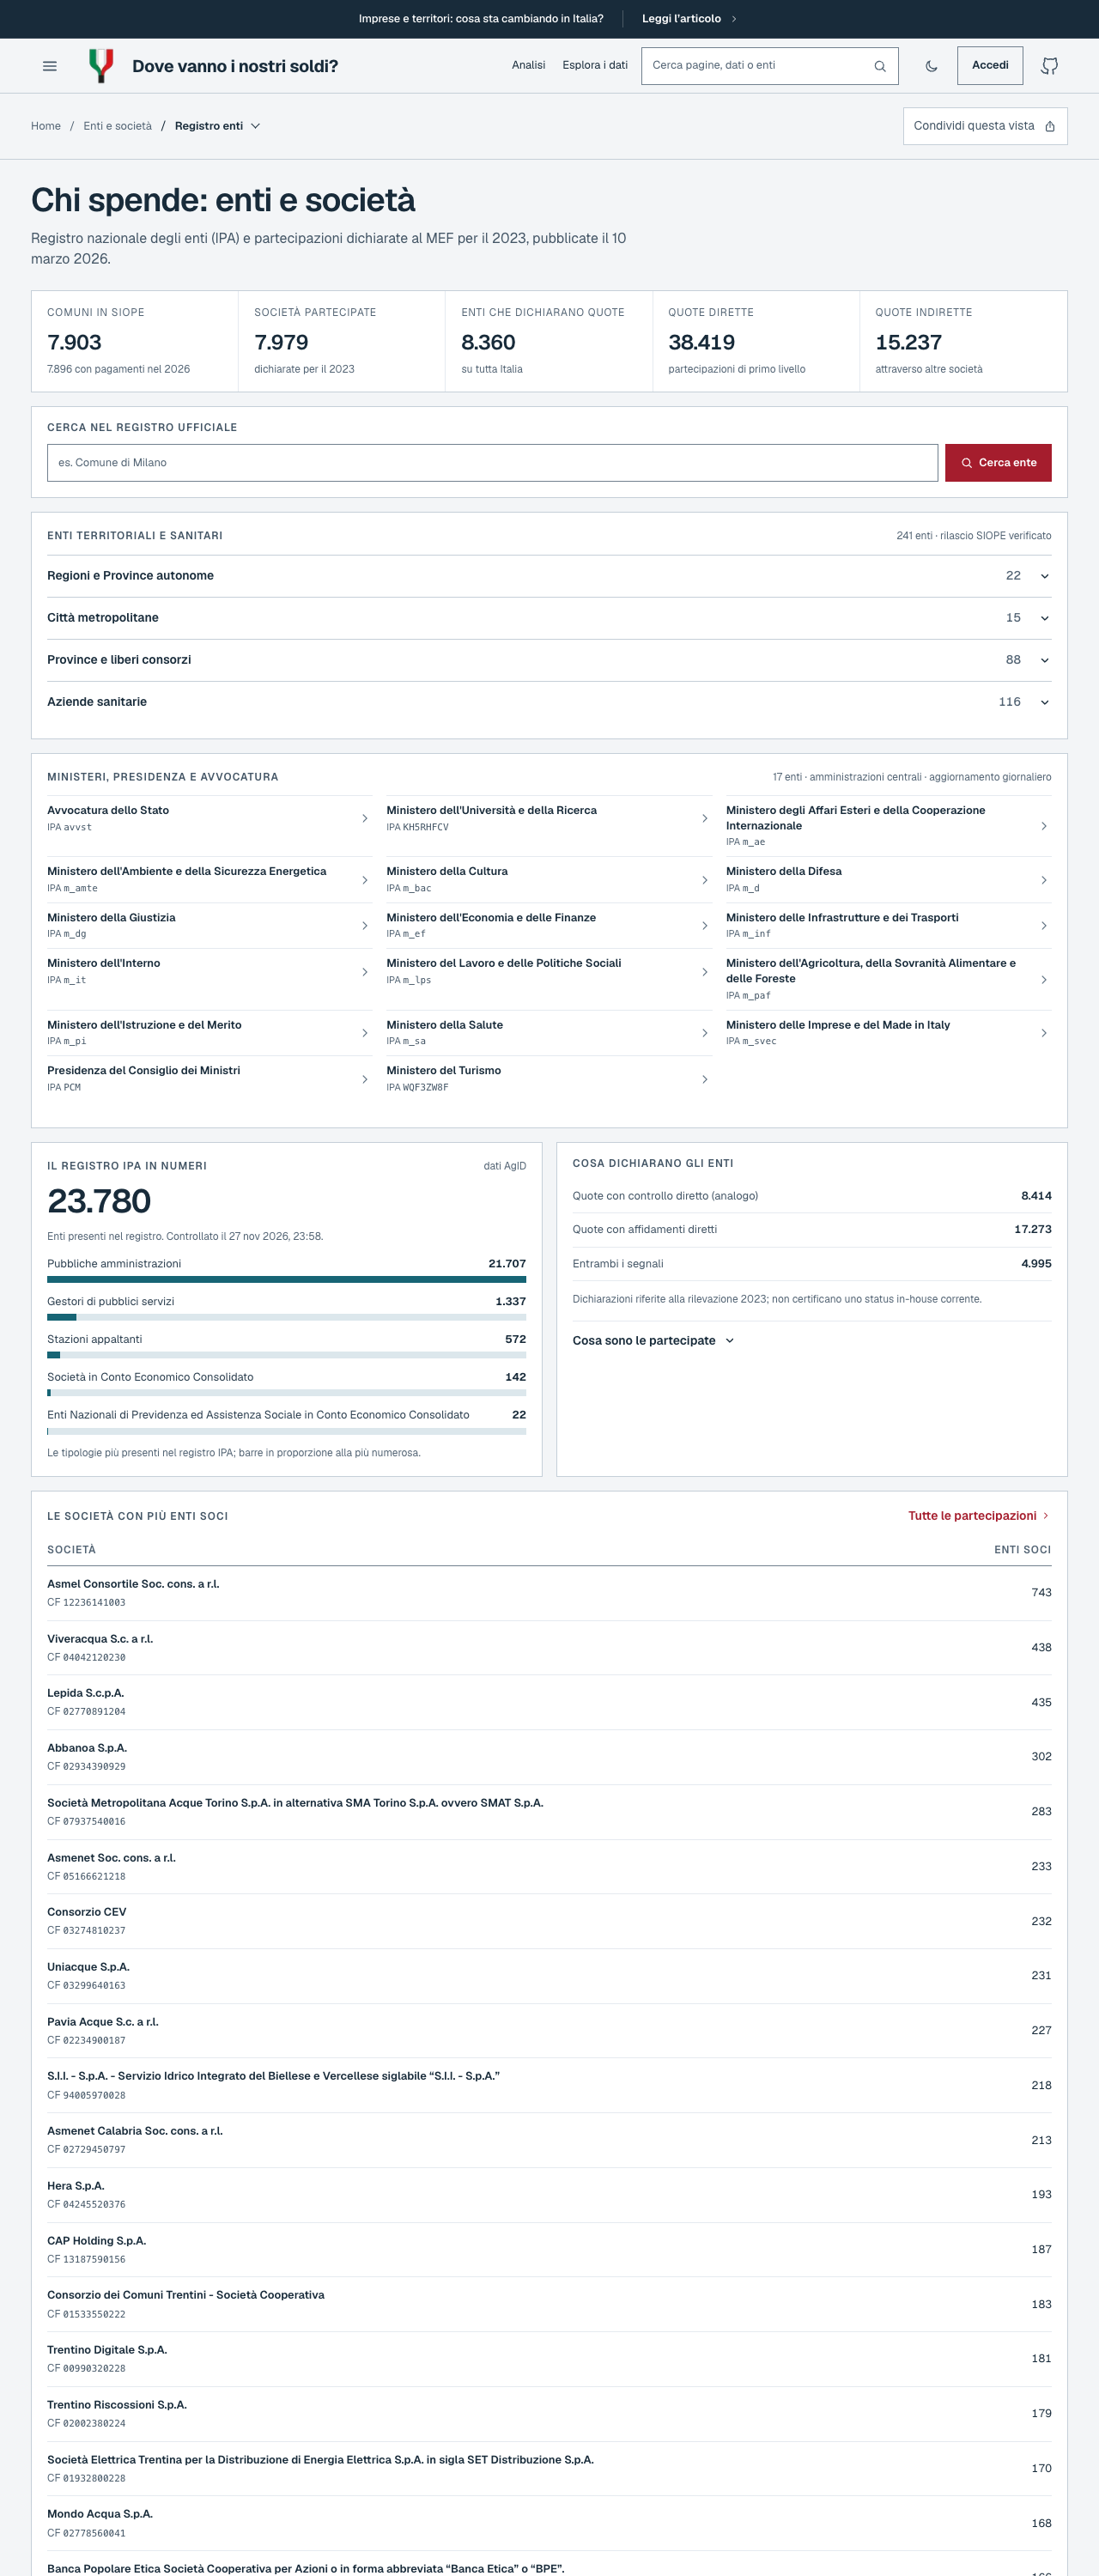 Imprese e territori: cosa sta cambiando in Italia?
Leggi l'articolo
Dove vanno i nostri soldi?
Analisi
Esplora i dati
Cerca pagine, dati o enti
Accedi
Home / Enti e società / Registro enti
Condividi questa vista
Chi spende: enti e società
Registro nazionale degli enti (IPA) e partecipazioni dichiarate al MEF per il 2023, pubblicate il 10
marzo 2026.
COMUNI IN SIOPE
7.903
7.896 con pagamenti nel 2026
SOCIETÀ PARTECIPATE
7.979
dichiarate per il 2023
ENTI CHE DICHIARANO QUOTE
8.360
su tutta Italia
QUOTE DIRETTE
38.419
partecipazioni di primo livello
QUOTE INDIRETTE
15.237
attraverso altre società
CERCA NEL REGISTRO UFFICIALE
es. Comune di Milano
Cerca ente
ENTI TERRITORIALI E SANITARI
241 enti · rilascio SIOPE verificato
Regioni e Province autonome 22
Città metropolitane 15
Province e liberi consorzi 88
Aziende sanitarie 116
MINISTERI, PRESIDENZA E AVVOCATURA
17 enti · amministrazioni centrali · aggiornamento giornaliero
Avvocatura dello Stato
IPA avvst
Ministero dell'Università e della Ricerca
IPA KH5RHFCV
Ministero degli Affari Esteri e della Cooperazione
Internazionale
IPA m_ae
Ministero dell'Ambiente e della Sicurezza Energetica
IPA m_amte
Ministero della Cultura
IPA m_bac
Ministero della Difesa
IPA m_d
Ministero della Giustizia
IPA m_dg
Ministero dell'Economia e delle Finanze
IPA m_ef
Ministero delle Infrastrutture e dei Trasporti
IPA m_inf
Ministero dell'Interno
IPA m_it
Ministero del Lavoro e delle Politiche Sociali
IPA m_lps
Ministero dell'Agricoltura, della Sovranità Alimentare e
delle Foreste
IPA m_paf
Ministero dell'Istruzione e del Merito
IPA m_pi
Ministero della Salute
IPA m_sa
Ministero delle Imprese e del Made in Italy
IPA m_svec
Presidenza del Consiglio dei Ministri
IPA PCM
Ministero del Turismo
IPA WQF3ZW8F
IL REGISTRO IPA IN NUMERI
dati AgID
23.780
Enti presenti nel registro. Controllato il 27 nov 2026, 23:58.
Pubbliche amministrazioni 21.707
Gestori di pubblici servizi 1.337
Stazioni appaltanti 572
Società in Conto Economico Consolidato 142
Enti Nazionali di Previdenza ed Assistenza Sociale in Conto Economico Consolidato 22
Le tipologie più presenti nel registro IPA; barre in proporzione alla più numerosa.
COSA DICHIARANO GLI ENTI
Quote con controllo diretto (analogo) 8.414
Quote con affidamenti diretti 17.273
Entrambi i segnali 4.995
Dichiarazioni riferite alla rilevazione 2023; non certificano uno status in-house corrente.
Cosa sono le partecipate
LE SOCIETÀ CON PIÙ ENTI SOCI
Tutte le partecipazioni
SOCIETÀ ENTI SOCI
Asmel Consortile Soc. cons. a r.l.
CF 12236141003
743
Viveracqua S.c. a r.l.
CF 04042120230
438
Lepida S.c.p.A.
CF 02770891204
435
Abbanoa S.p.A.
CF 02934390929
302
Società Metropolitana Acque Torino S.p.A. in alternativa SMA Torino S.p.A. ovvero SMAT S.p.A.
CF 07937540016
283
Asmenet Soc. cons. a r.l.
CF 05166621218
233
Consorzio CEV
CF 03274810237
232
Uniacque S.p.A.
CF 03299640163
231
Pavia Acque S.c. a r.l.
CF 02234900187
227
S.I.I. - S.p.A. - Servizio Idrico Integrato del Biellese e Vercellese siglabile “S.I.I. - S.p.A.”
CF 94005970028
218
Asmenet Calabria Soc. cons. a r.l.
CF 02729450797
213
Hera S.p.A.
CF 04245520376
193
CAP Holding S.p.A.
CF 13187590156
187
Consorzio dei Comuni Trentini - Società Cooperativa
CF 01533550222
183
Trentino Digitale S.p.A.
CF 00990320228
181
Trentino Riscossioni S.p.A.
CF 02002380224
179
Società Elettrica Trentina per la Distribuzione di Energia Elettrica S.p.A. in sigla SET Distribuzione S.p.A.
CF 01932800228
170
Mondo Acqua S.p.A.
CF 02778560041
168
Banca Popolare Etica Società Cooperativa per Azioni o in forma abbreviata “Banca Etica” o “BPE”.